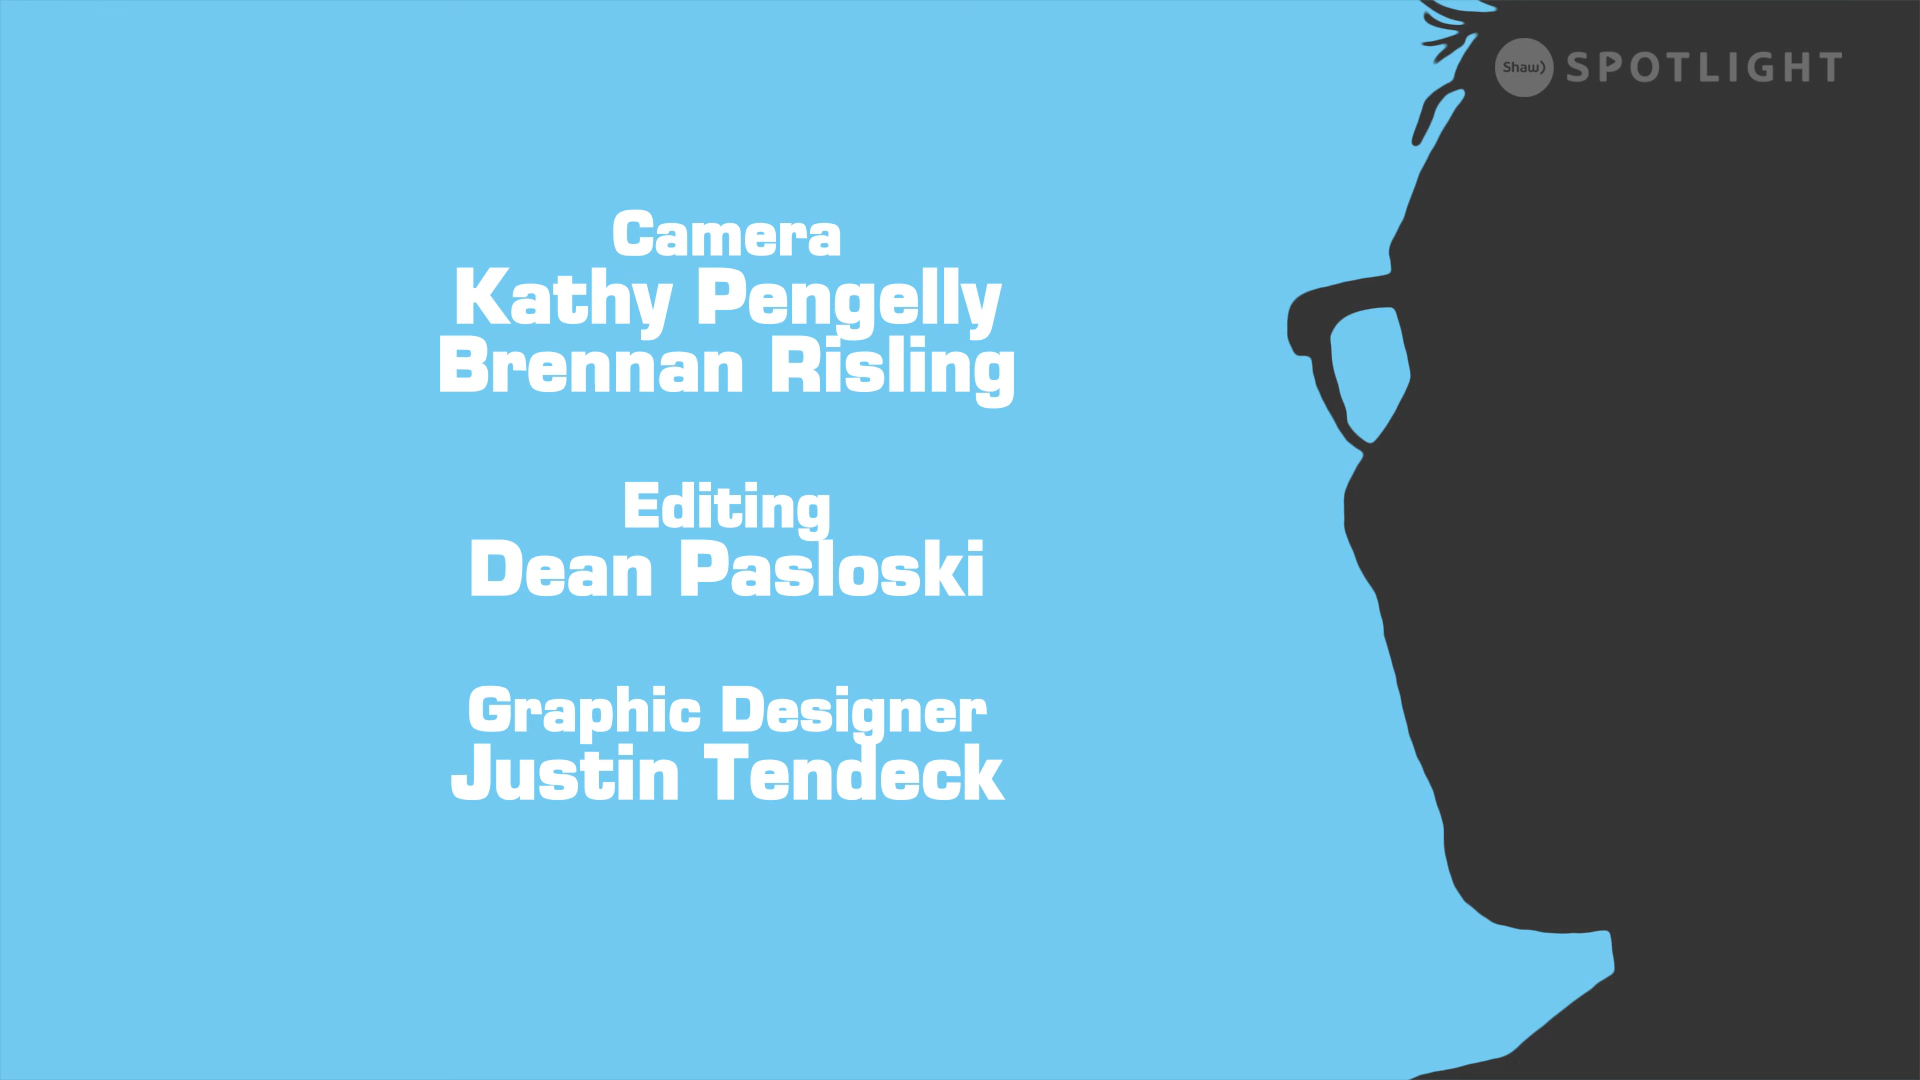 Shaw) SPOTLIGHT
Camera
Kathy Pengelly
Brennan Risling
Editing
Dean Pasloski
Graphic Designer
Justin Tendeck